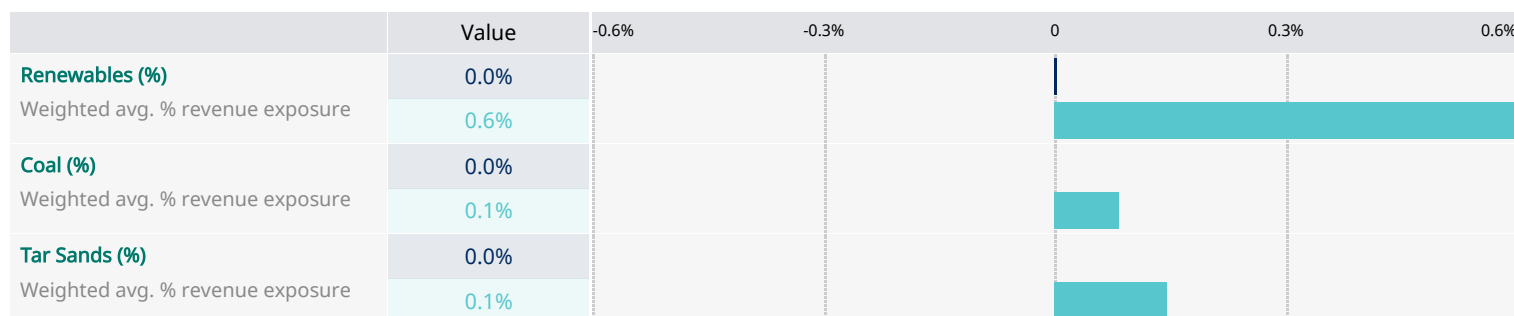 Value -0.6% -0.3% 0 0.3% 0.6%
Renewables (%) 0.0%
Weighted avg. % revenue exposure 0.6%
Coal (%) 0.0%
Weighted avg. % revenue exposure 0.1%
Tar Sands (%) 0.0%
Weighted avg. % revenue exposure 0.1%